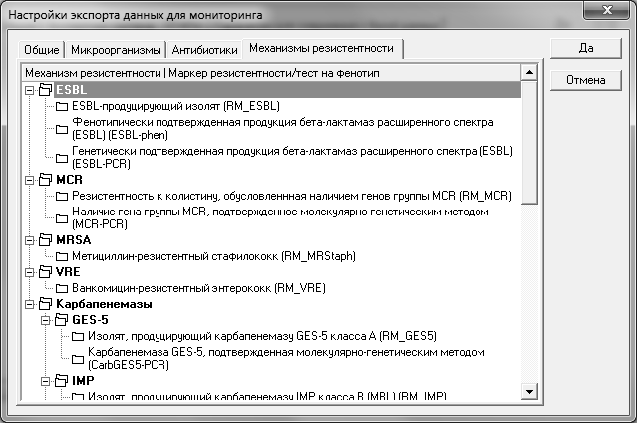 Настройки экспорта данных для мониторинга
Общие
Микроорганизмы
Антибиотики
Механизмы резистентности
Да
Отмена
Механизм резистентности | Маркер резистентности/тест на фенотип
ESBL
ESBL-продуцирующий изолят (RM_ESBL)
Фенотипически подтвержденная продукция бета-лактамаз расширенного спектра
(ESBL) (ESBL-phen)
Генетически подтвержденная продукция бета-лактамаз расширенного спектра (ESBL)
(ESBL-PCR)
MCR
Резистентность к колистину, обусловленная наличием генов группы MCR (RM_MCR)
Наличие гена группы MCR, подтвержденное молекулярно-генетическим методом
(MCR-PCR)
MRSA
Метициллин-резистентный стафилококк (RM_MRStaph)
VRE
Ванкомицин-резистентный энтерококк (RM_VRE)
Карбапенемазы
GES-5
Изолят, продуцирующий карбапенемазу GES-5 класса A (RM_GES5)
Карбапенемаза GES-5, подтвержденная молекулярно-генетическим методом
(CarbGES5-PCR)
IMP
Изолят, продуцирующий карбапенемазу IMP класса B (MBL) (RM_IMP)